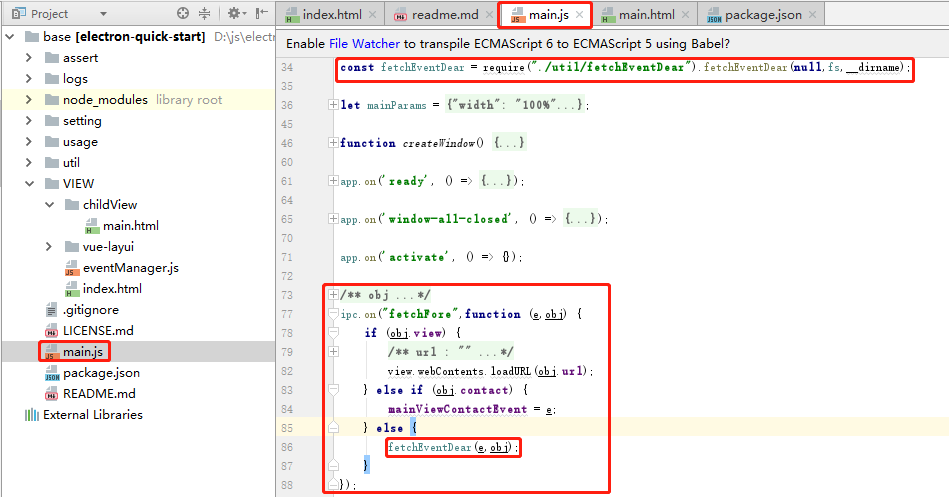 Project
index.html
readme.md
main.js
main.html
package.json
base [electron-quick-start] D:\js\electr
assert
logs
node_modules library root
setting
usage
util
VIEW
childView
main.html
vue-layui
eventManager.js
index.html
.gitignore
LICENSE.md
main.js
package.json
README.md
External Libraries
Enable File Watcher to transpile ECMAScript 6 to ECMAScript 5 using Babel?
34 const fetchEventDear = require("./util/fetchEventDear").fetchEventDear(null,fs,__dirname);
35
36 let mainParams = {"width": "100%"...};
45
46 function createWindow() {...}
60
61 app.on('ready', () => {...});
64
65 app.on('window-all-closed', () => {...});
70
71 app.on('activate', () => {});
72
73 /** obj ...*/
77 ipc.on("fetchFore",function (e,obj) {
78 if (obj.view) {
79 /** url : "" ...*/
82 view.webContents.loadURL(obj.url);
83 } else if (obj.contact) {
84 mainViewContactEvent = e;
85 } else {
86 fetchEventDear(e,obj);
87 }
88 });